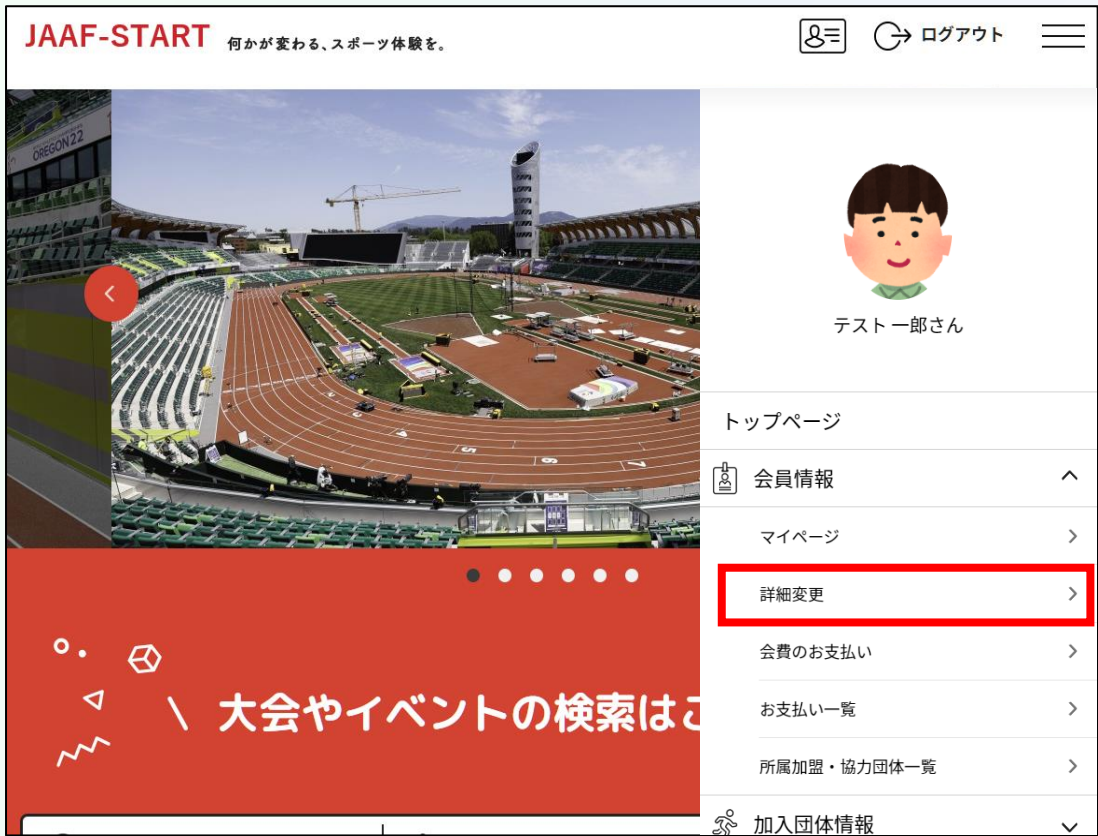 JAAF-START 何かが変わる、スポーツ体験を。
ログアウト
OREGON22
テスト 一郎さん
トップページ
会員情報
マイページ
詳細変更
大会やイベントの検索はこ
会費のお支払い
お支払い一覧
所属加盟・協力団体一覧
加入団体情報